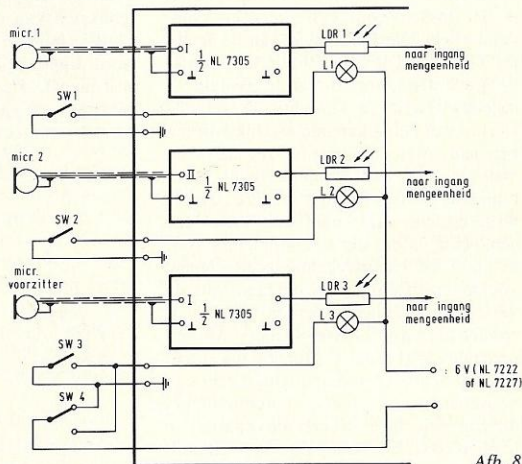 micr. 1
I
½ NL 7305
LDR 1
naar ingang
mengeenheid
L1
SW1
micr 2
II
½ NL 7305
LDR 2
naar ingang
mengeenheid
L 2
SW 2
micr.
voorzitter
I
½ NL 7305
LDR 3
naar ingang
mengeenheid
L 3
SW 3
SW 4
: 6 V (NL 7222
of NL 7227)
Afb. 8